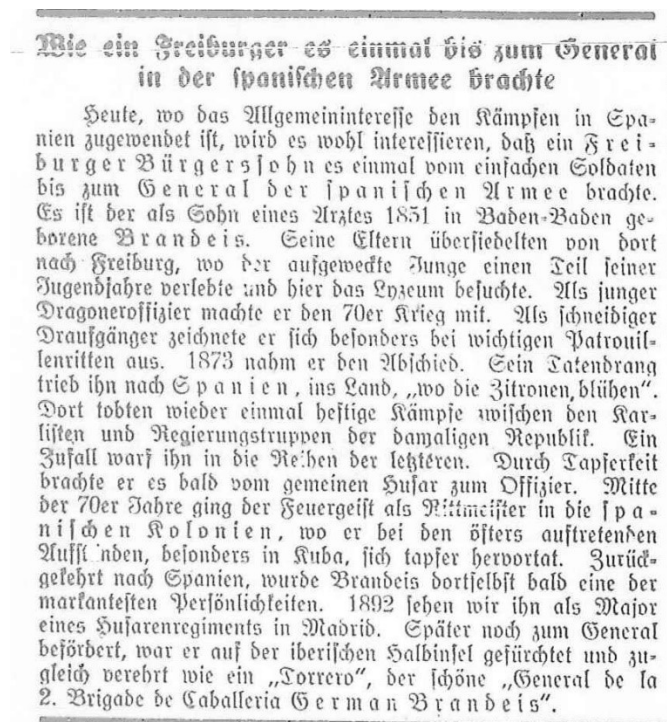 Wie ein Freiburger es einmal bis zum General
in der spanischen Armee brachte
Heute, wo das Allgemeininteresse den Kämpfen in Spa-
nien zugewendet ist, wird es wohl interessieren, daß ein Frei-
burger Bürgerssohn es einmal vom einfachen Soldaten
bis zum General der spanischen Armee brachte.
Es ist der als Sohn eines Arztes 1851 in Baden-Baden ge-
borene Brandeis. Seine Eltern übersiedelten von dort
nach Freiburg, wo der aufgeweckte Junge einen Teil seiner
Jugendjahre verlebte und hier das Lyzeum besuchte. Als junger
Dragoneroffizier machte er den 70er Krieg mit. Als schneidiger
Draufgänger zeichnete er sich besonders bei wichtigen Patrouil-
lenritten aus. 1873 nahm er den Abschied. Sein Tatendrang
trieb ihn nach Spanien, ins Land, „wo die Zitronen blühen“.
Dort tobten wieder einmal heftige Kämpfe zwischen den Kar-
listen und Regierungstruppen der damaligen Republik. Ein
Zufall warf ihn in die Reihen der letzteren. Durch Tapferkeit
brachte er es bald vom gemeinen Husar zum Offizier. Mitte
der 70er Jahre ging der Feuergeist als Rittmeister in die spa-
nischen Kolonien, wo er bei den öfters auftretenden
Aufständen, besonders in Kuba, sich tapfer hervortat. Zurück-
gekehrt nach Spanien, wurde Brandeis dortselbst bald eine der
markantesten Persönlichkeiten. 1892 sehen wir ihn als Major
eines Husarenregiments in Madrid. Später noch zum General
befördert, war er auf der iberischen Halbinsel gefürchtet und zu-
gleich verehrt wie ein „Torrero“, der schöne „General de la
2. Brigade de Caballeria German Brandeis“.